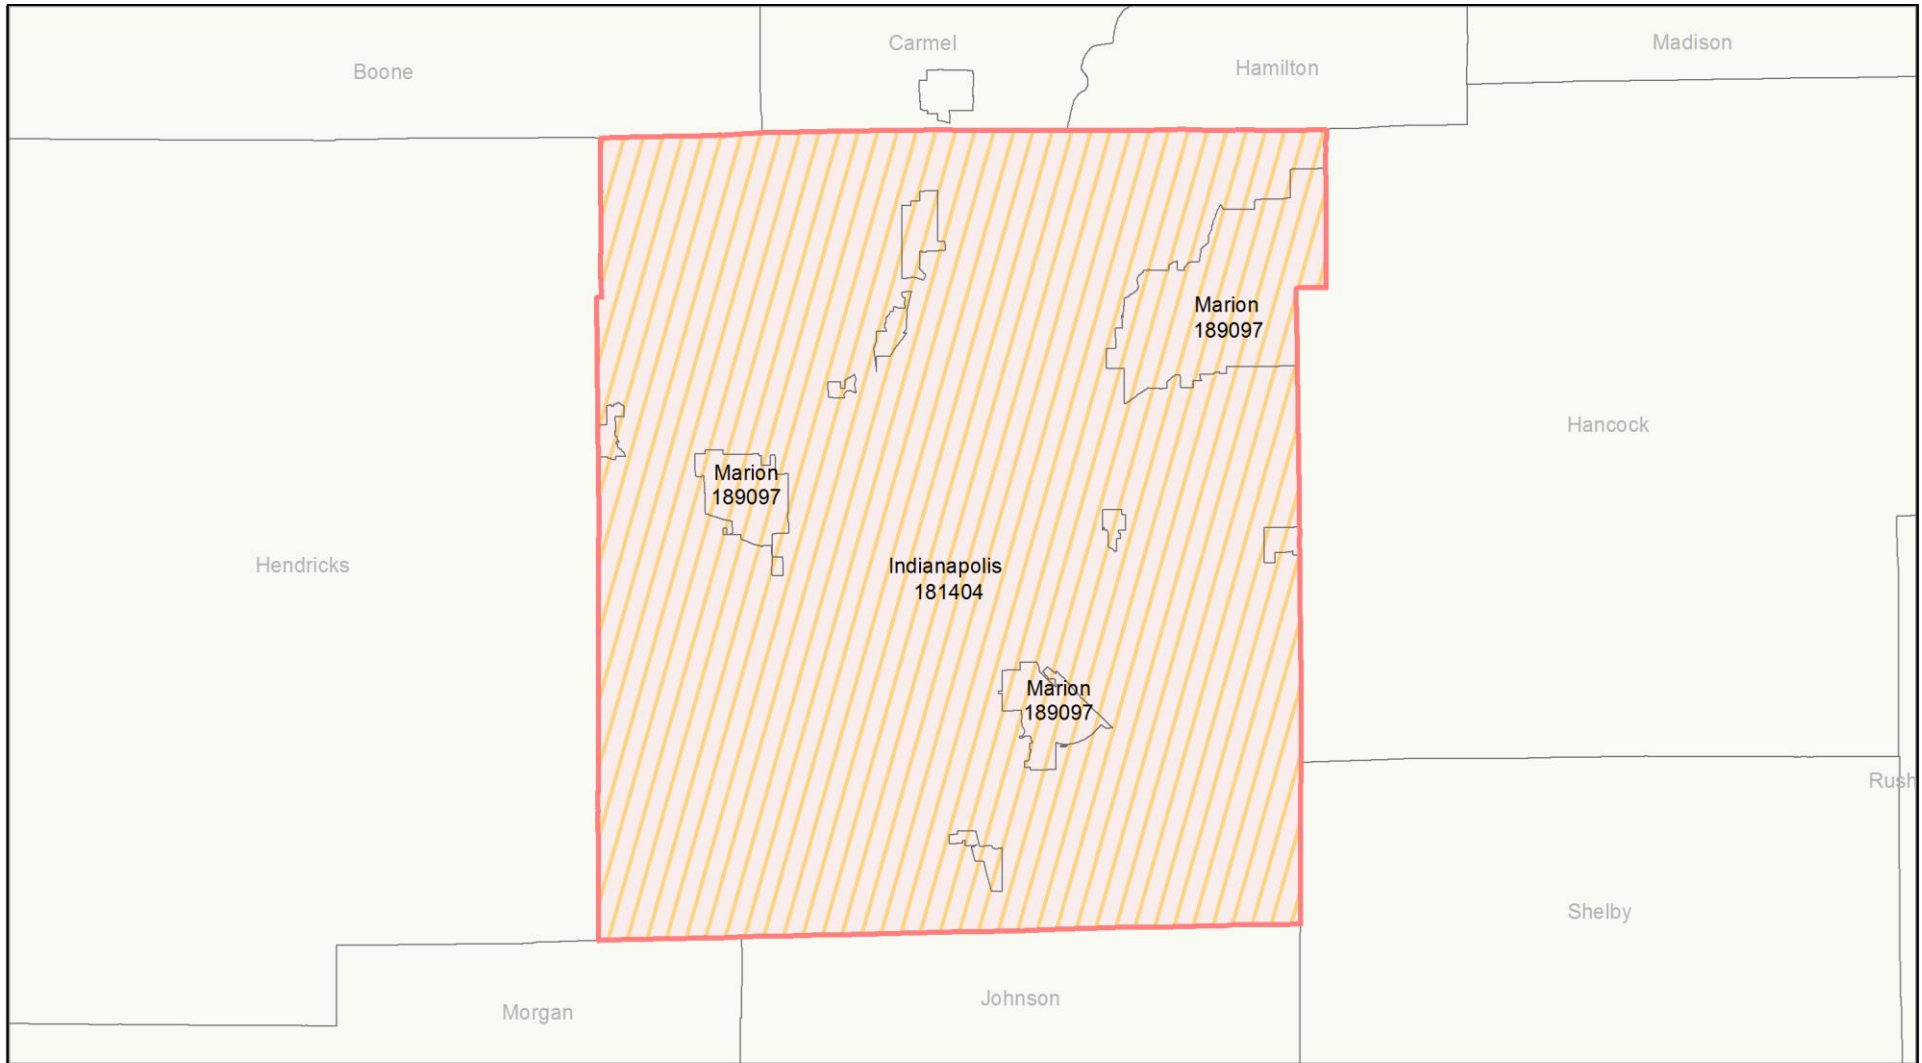 Carmel
Madison
Boone
Hamilton
Marion
189097
Hancock
Marion
189097
Hendricks
Indianapolis
181404
Marion
189097
Rush
Shelby
Johnson
Morgan